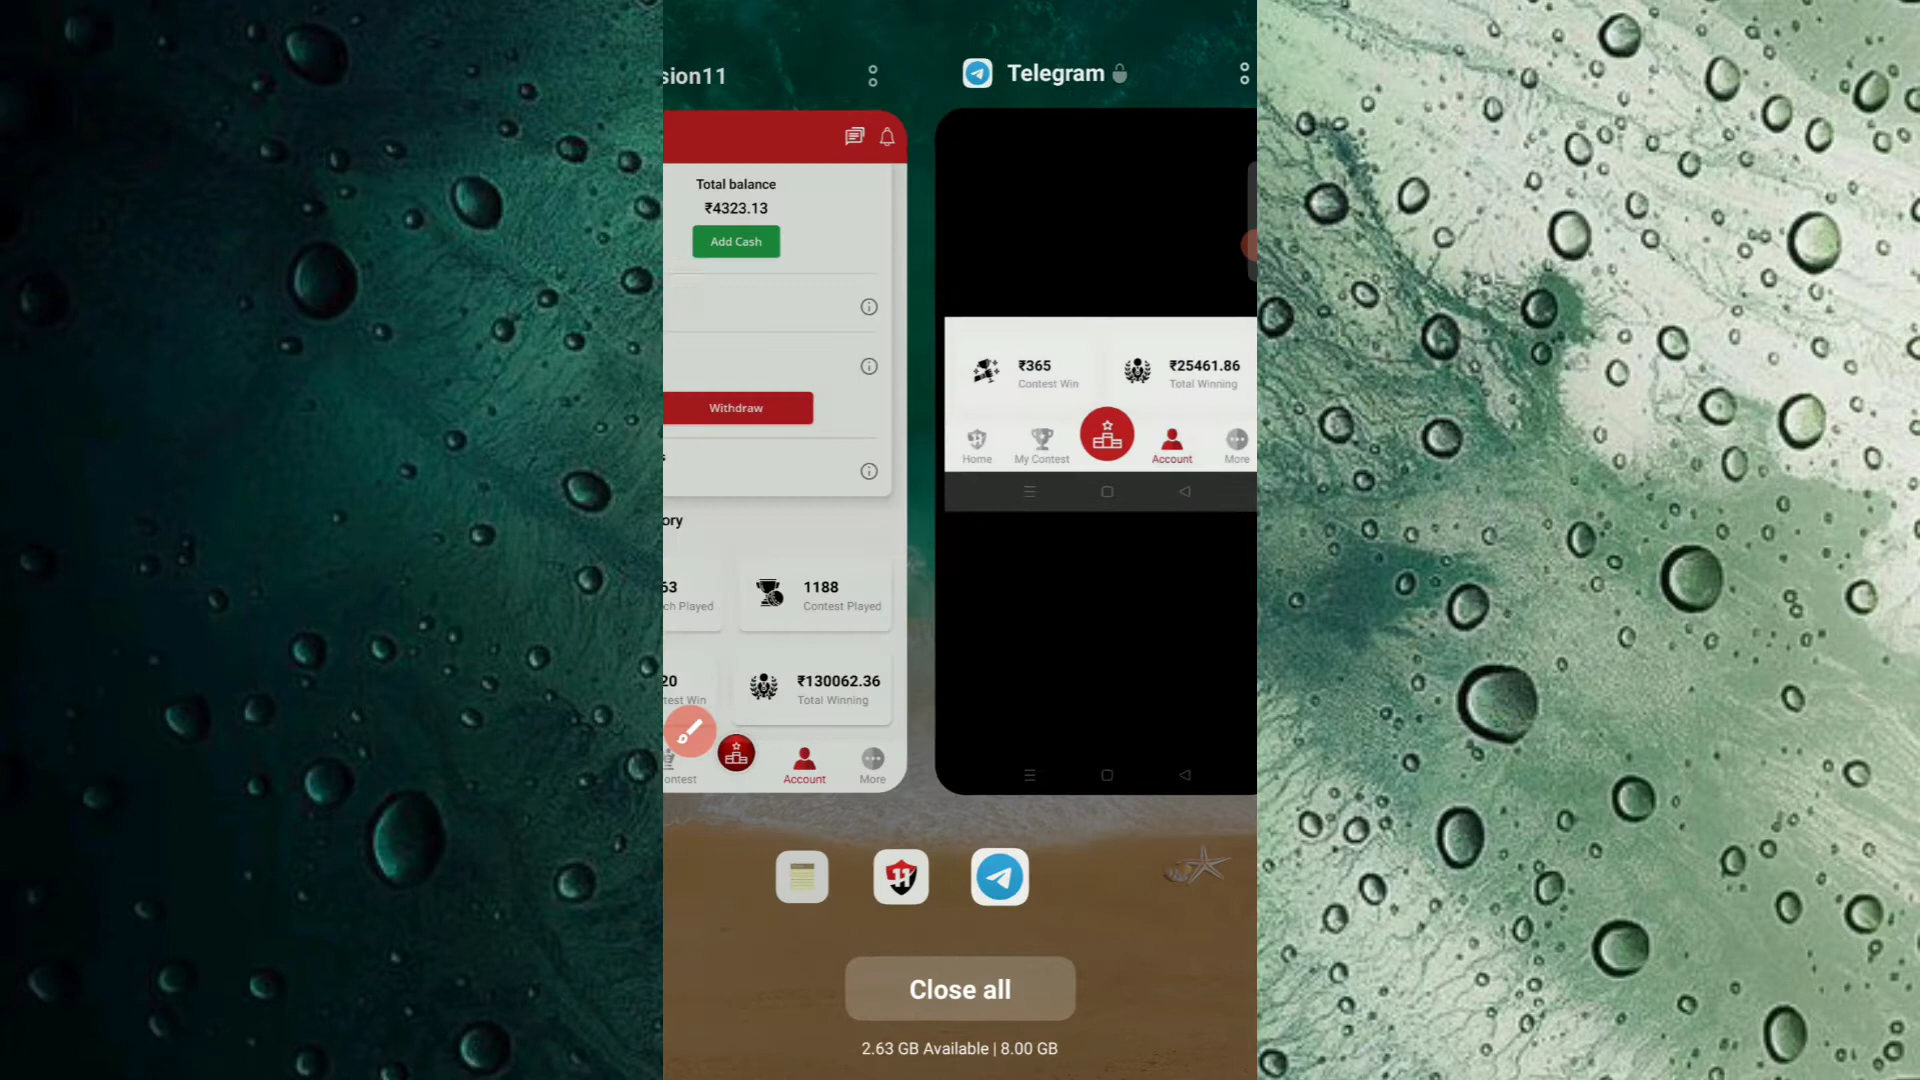 sion11
Telegram
Total balance
₹4323.13
Add Cash
Withdraw
s
ory
63
ch Played
1188
Contest Played
20
test Win
₹130062.36
Total Winning
ontest
Account
More
₹365
Contest Win
₹25461.86
Total Winning
Home
My Contest
Account
More
Close all
2.63 GB Available | 8.00 GB